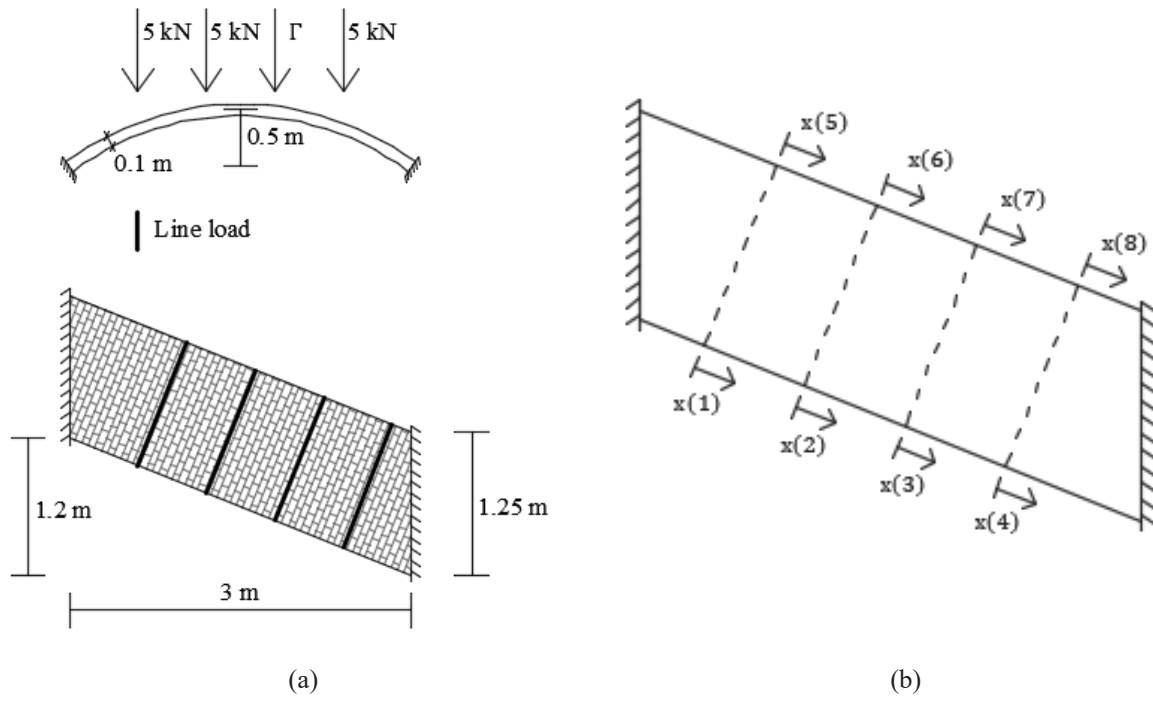 5 kN 5 kN Γ 5 kN
0.5 m
0.1 m
Line load
1.2 m
1.25 m
3 m
(a)
x(5)
x(6)
x(7)
x(8)
x(1)
x(2)
x(3)
x(4)
(b)